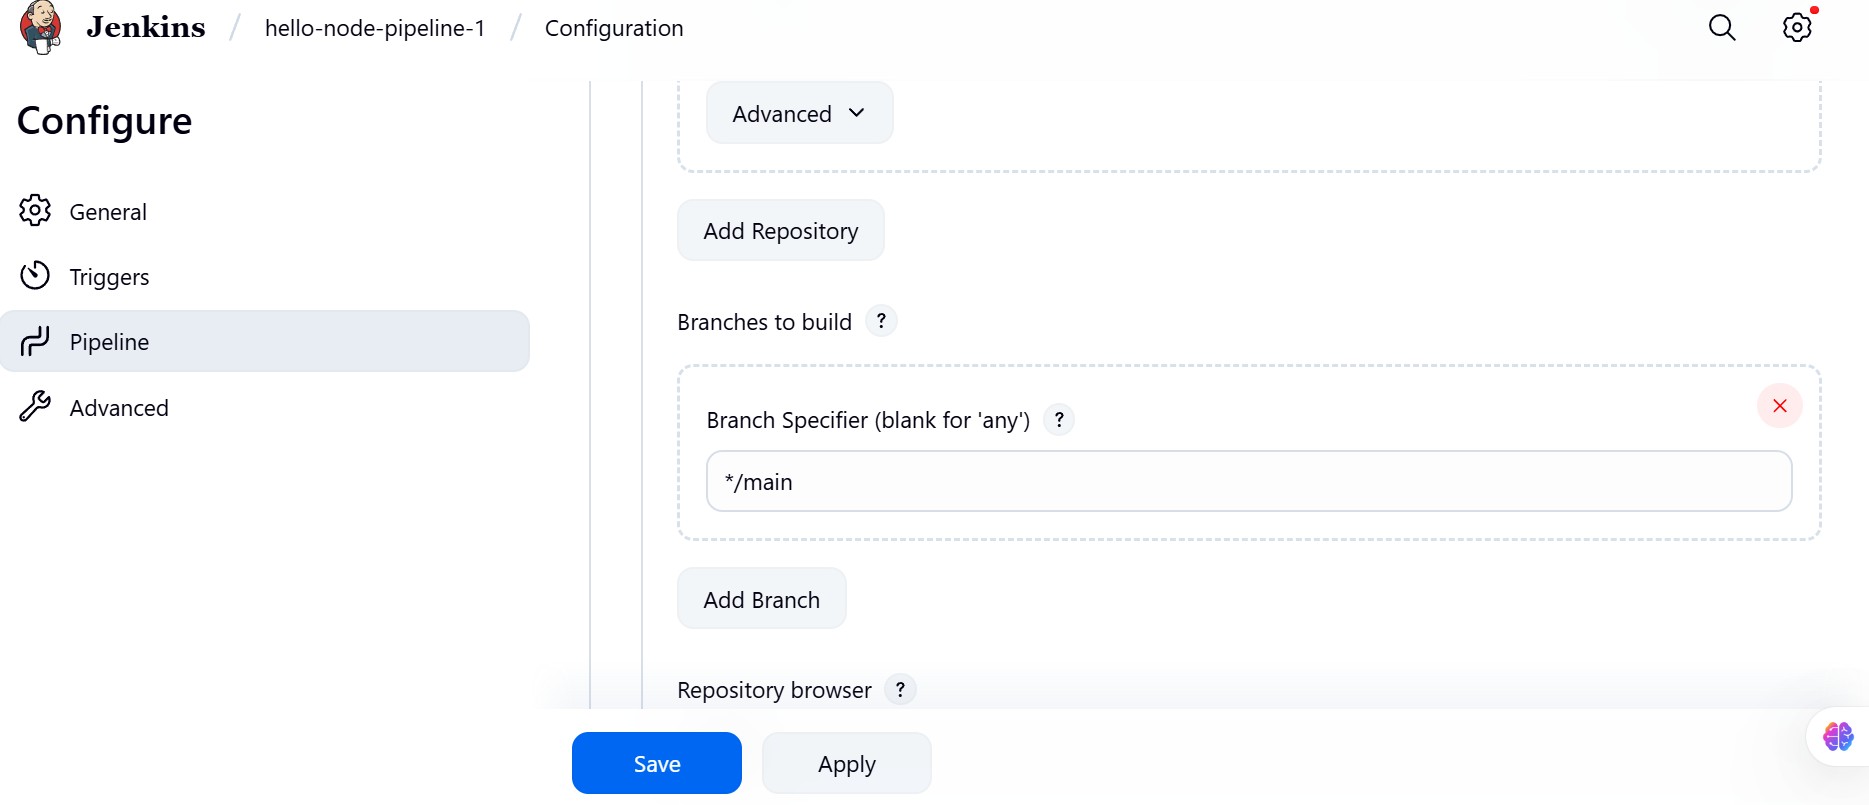 Jenkins / hello-node-pipeline-1 / Configuration
Configure
General
Triggers
Pipeline
Advanced
Advanced
Add Repository
Branches to build ?
Branch Specifier (blank for 'any') ?
*/main
Add Branch
Repository browser ?
Save Apply